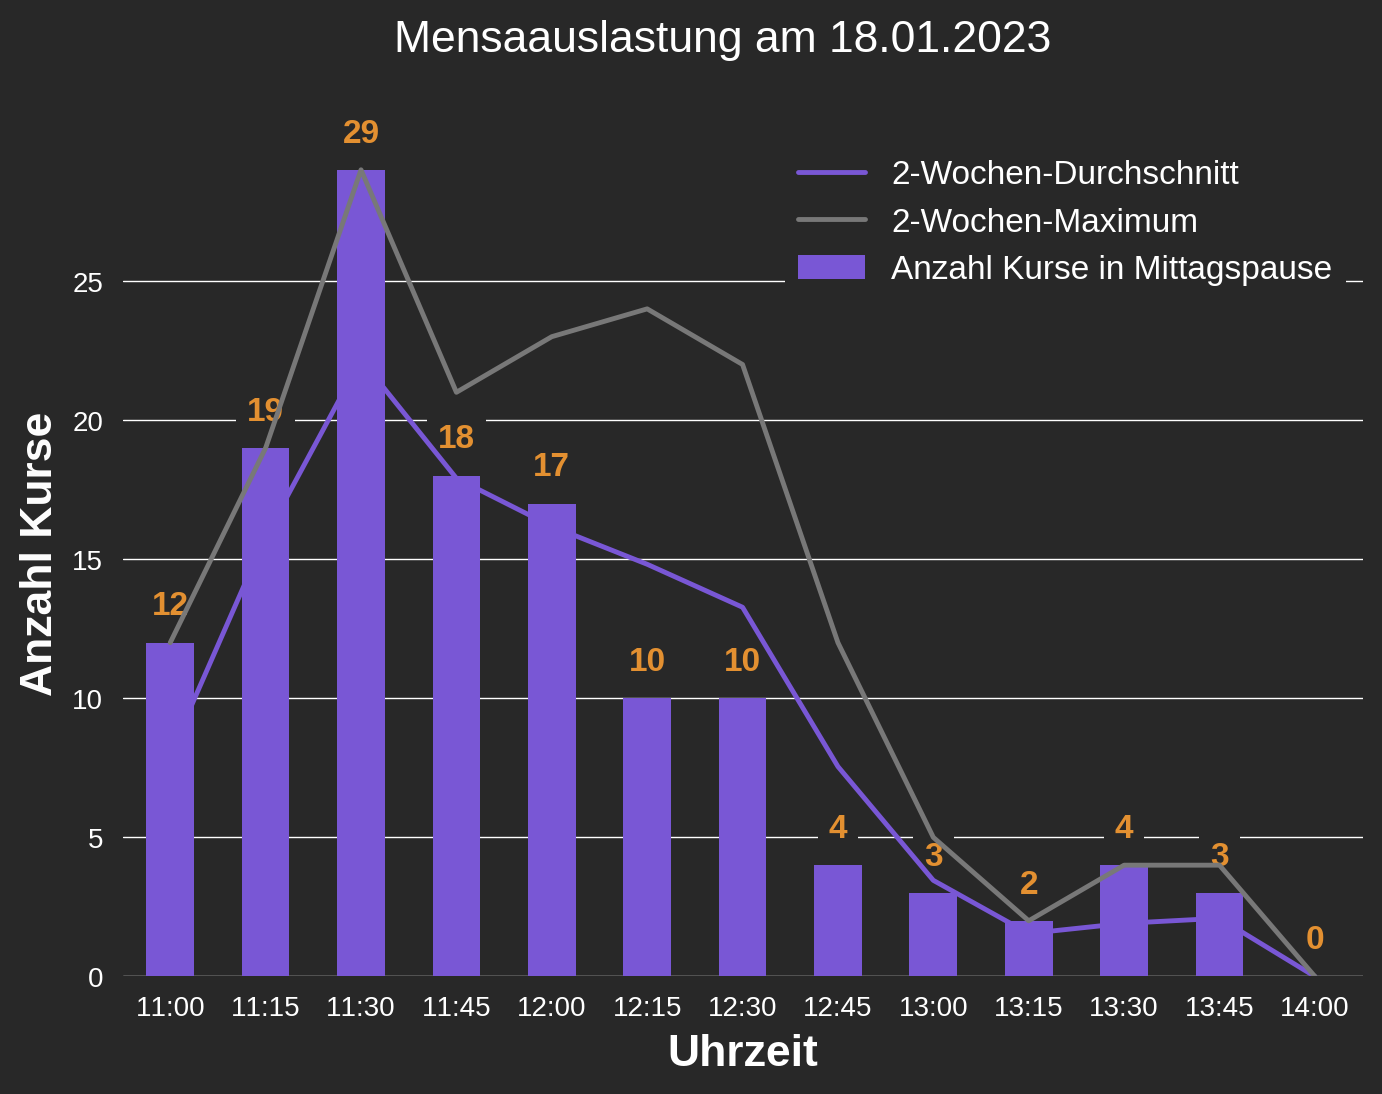 Mensaauslastung am 18.01.2023
29
2-Wochen-Durchschnitt
2-Wochen-Maximum
Anzahl Kurse in Mittagspause
25
20
15
10
5
0
Anzahl Kurse
12
19
18
17
10
10
4
3
2
4
3
0
11:00 11:15 11:30 11:45 12:00 12:15 12:30 12:45 13:00 13:15 13:30 13:45 14:00
Uhrzeit